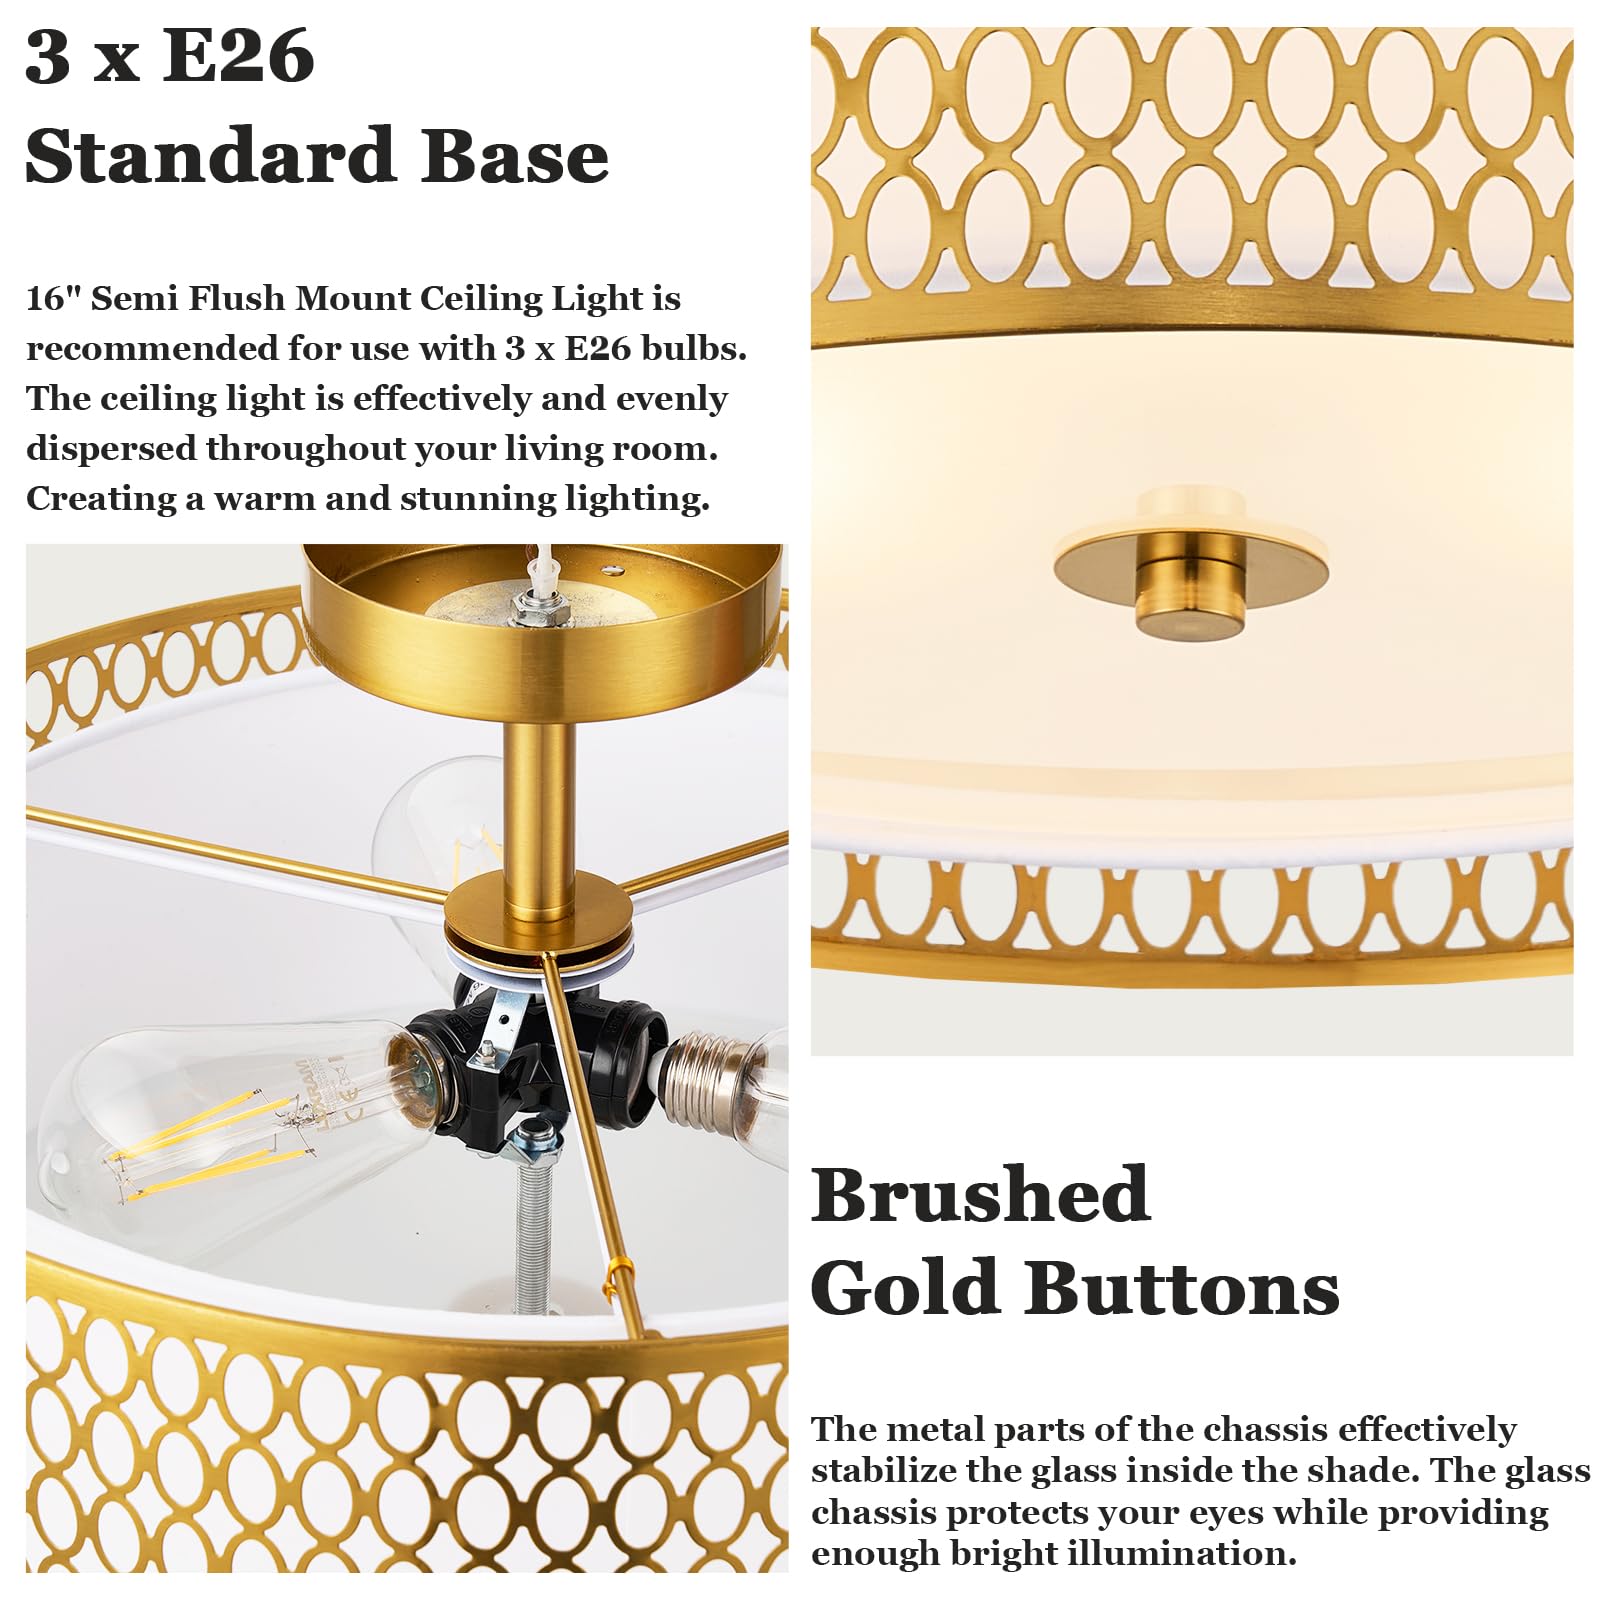 3 x E26
Standard Base
16" Semi Flush Mount Ceiling Light is
recommended for use with 3 x E26 bulbs.
The ceiling light is effectively and evenly
dispersed throughout your living room.
Creating a warm and stunning lighting.
CE
Brushed
Gold Buttons
The metal parts of the chassis effectively
stabilize the glass inside the shade. The glass
chassis protects your eyes while providing
enough bright illumination.